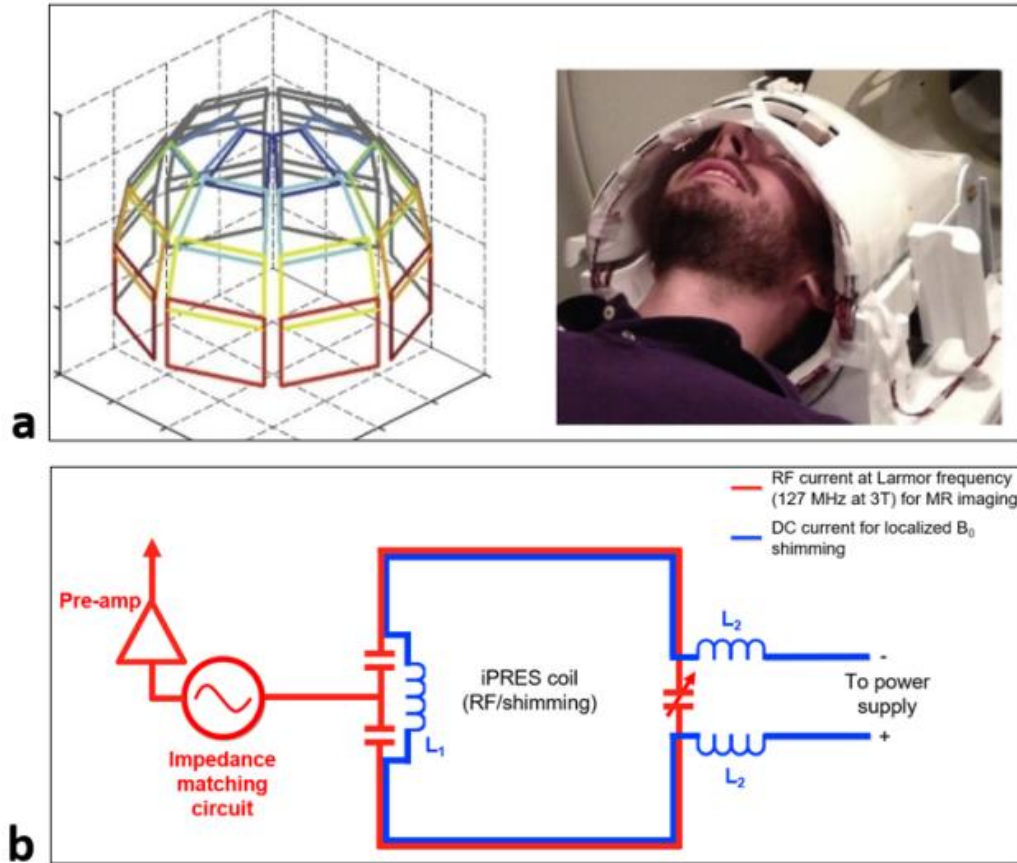 a
RF current at Larmor frequency
(127 MHz at 3T) for MR imaging
DC current for localized B₀
shimming
Pre-amp
L₂
iPRES coil
(RF/shimming)
-
To power
supply
+
L₁
L₂
Impedance
matching
circuit
b